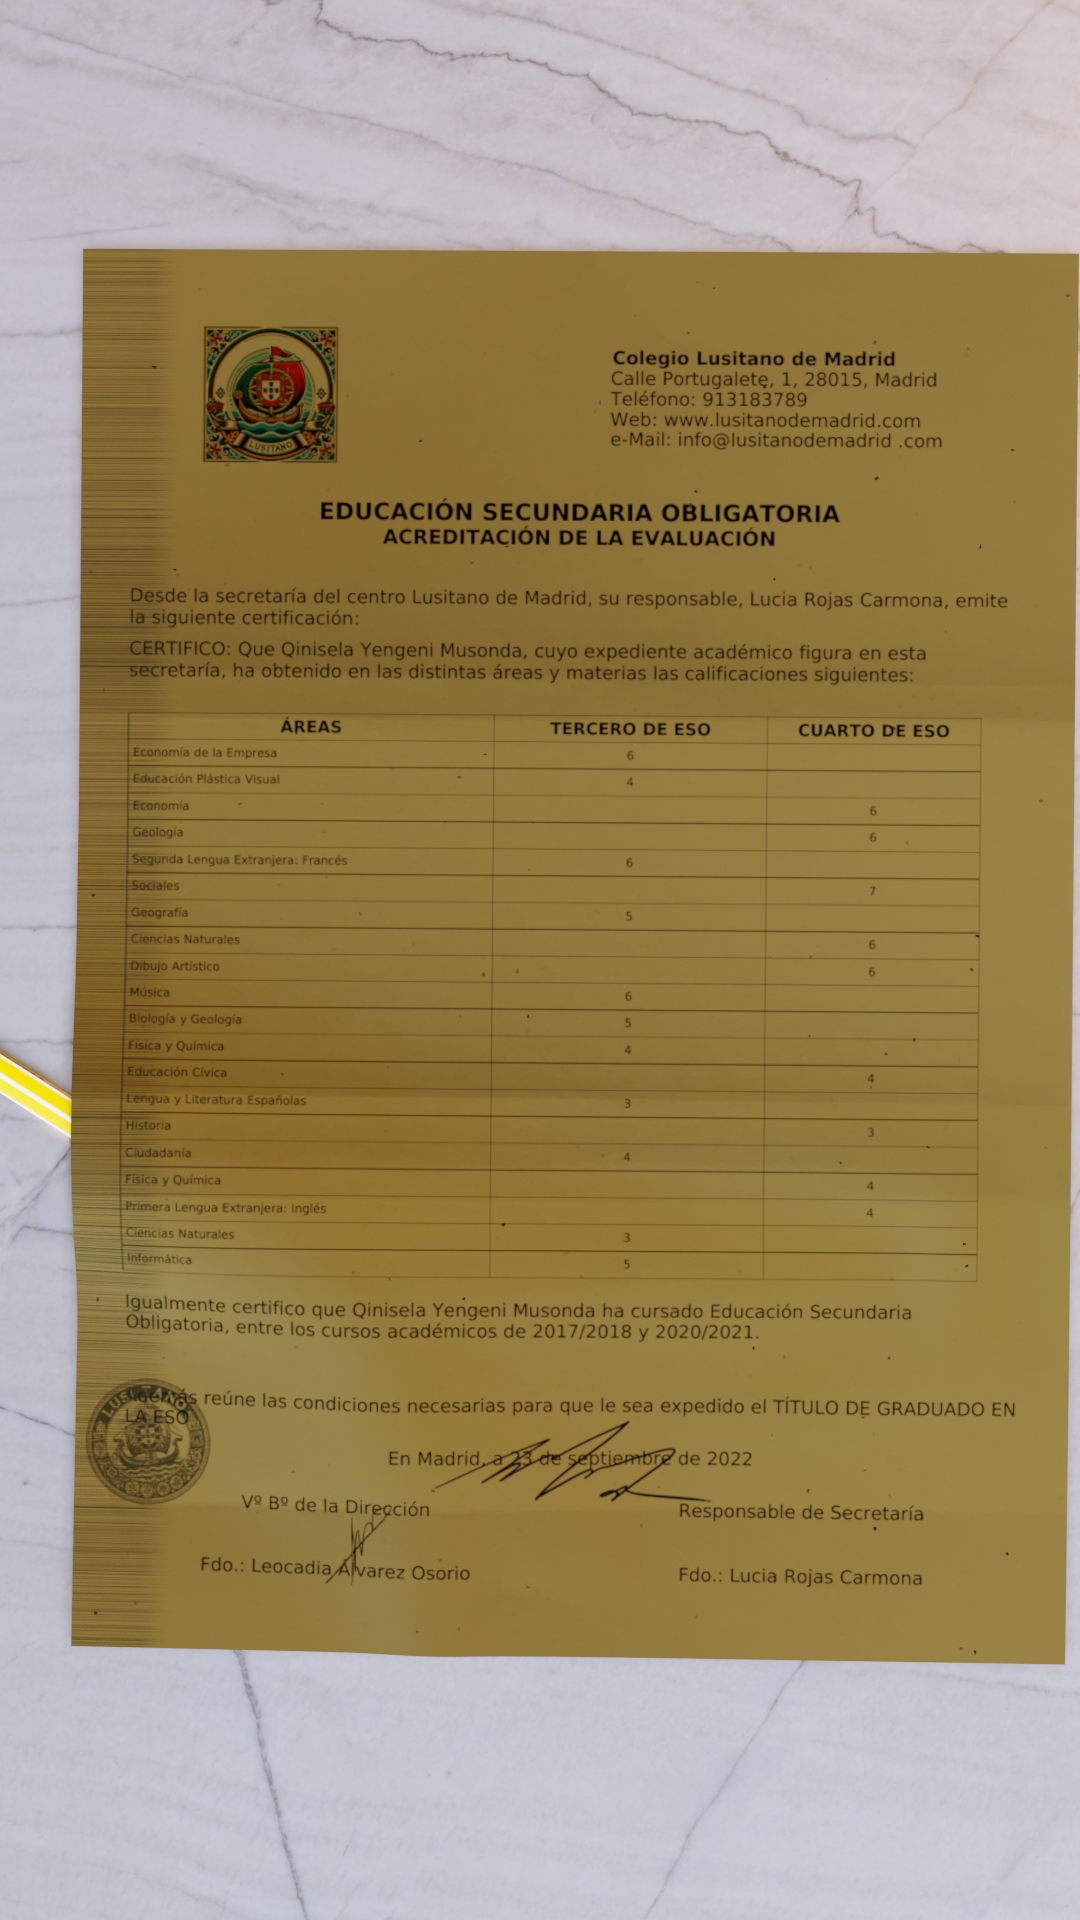 LUSITANO
Colegio Lusitano de Madrid
Calle Portugalete, 1, 28015, Madrid
Teléfono: 913183789
Web: www.lusitanodemadrid.com
e-Mail: info@lusitanodemadrid .com
EDUCACIÓN SECUNDARIA OBLIGATORIA
ACREDITACIÓN DE LA EVALUACIÓN
Desde la secretaría del centro Lusitano de Madrid, su responsable, Lucia Rojas Carmona, emite
la siguiente certificación:
CERTIFICO: Que Qinisela Yengeni Musonda, cuyo expediente académico figura en esta
secretaría, ha obtenido en las distintas áreas y materias las calificaciones siguientes:
ÁREAS TERCERO DE ESO CUARTO DE ESO
Economía de la Empresa 6
Educación Plástica Visual 4
Economía 6
Geología 6
Segunda Lengua Extranjera: Francés 6
Sociales 7
Geografía 5
Ciencias Naturales 6
Dibujo Artístico 6
Música 6
Biología y Geología 5
Física y Química 4
Educación Cívica 4
Lengua y Literatura Españolas 3
Historia 3
Ciudadanía 4
Física y Química 4
Primera Lengua Extranjera: Inglés 4
Ciencias Naturales 3
Informática 5
Igualmente certifico que Qinisela Yengeni Musonda ha cursado Educación Secundaria
Obligatoria, entre los cursos académicos de 2017/2018 y 2020/2021.
reúne las condiciones necesarias para que le sea expedido el TÍTULO DE GRADUADO EN
LA ESO
LUSITANO
En Madrid, a 23 de septiembre de 2022
Vº Bº de la Dirección Responsable de Secretaría
Fdo.: Leocadia Álvarez Osorio Fdo.: Lucia Rojas Carmona